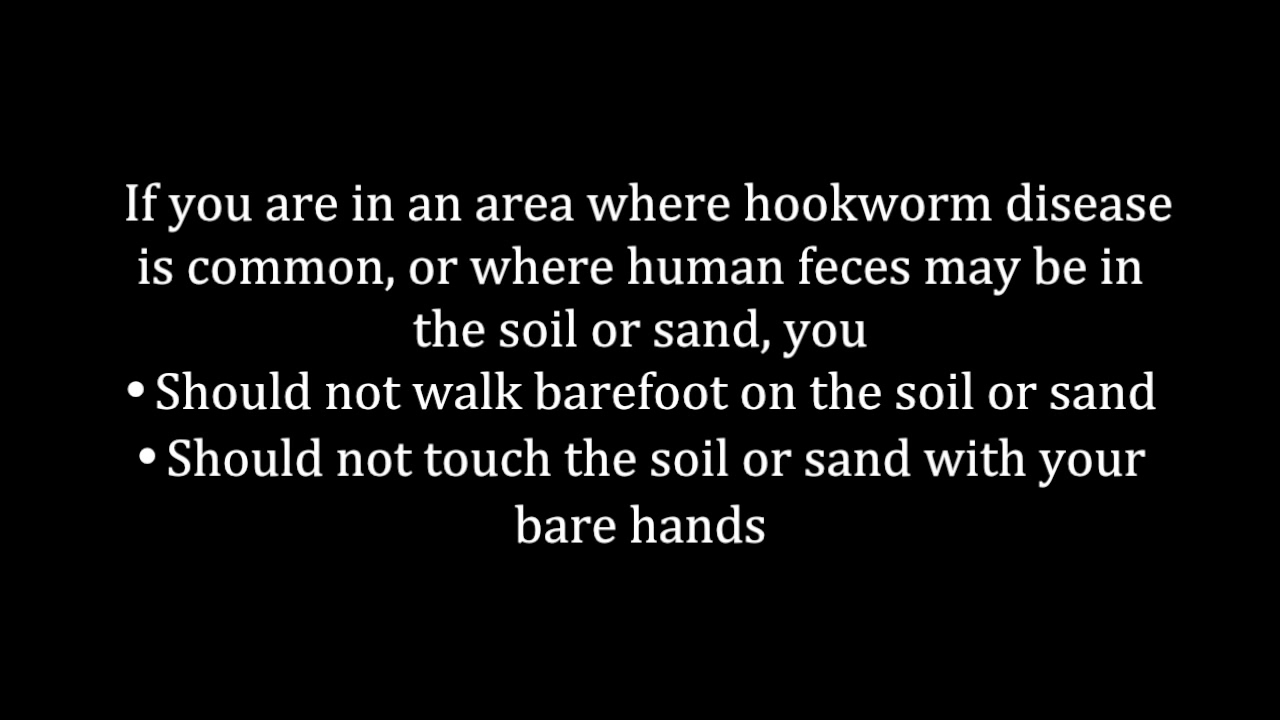 If you are in an area where hookworm disease
is common, or where human feces may be in
the soil or sand, you
• Should not walk barefoot on the soil or sand
• Should not touch the soil or sand with your
bare hands